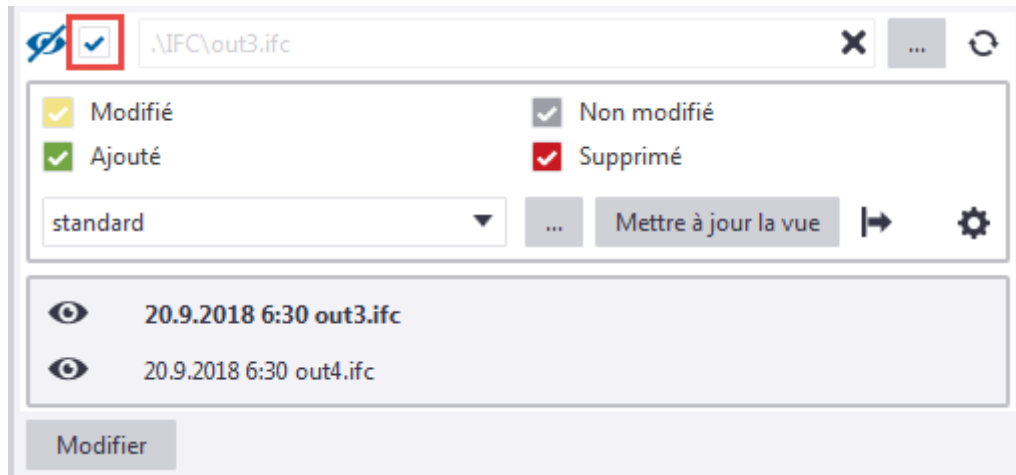 .\IFC\out3.ifc ...
Modifié Non modifié
Ajouté Supprimé
standard ... Mettre à jour la vue
20.9.2018 6:30 out3.ifc
20.9.2018 6:30 out4.ifc
Modifier